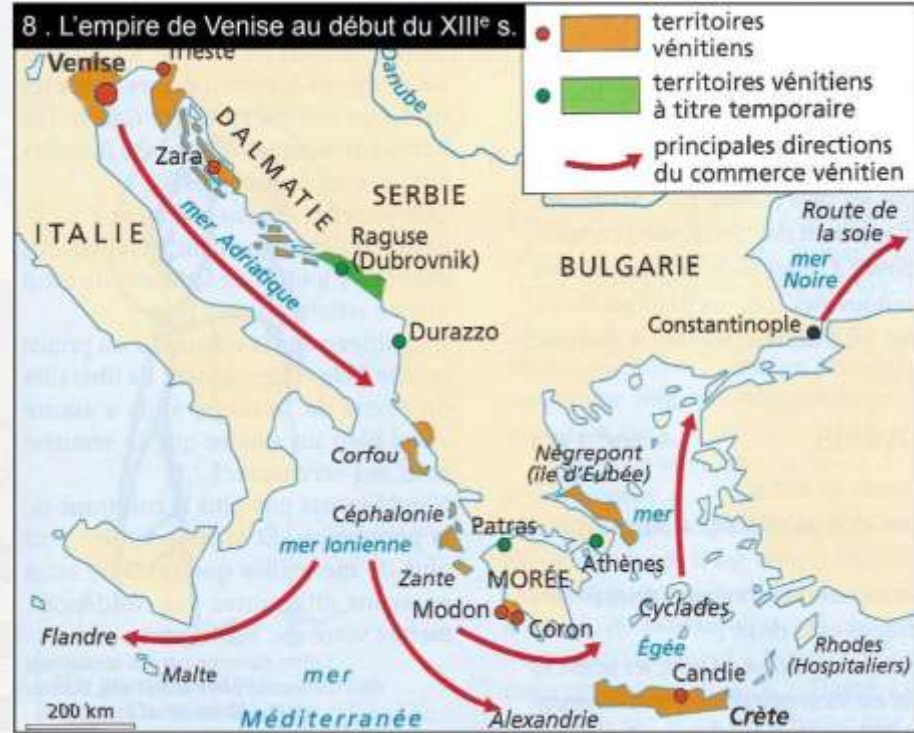 8 . L'empire de Venise au début du XIIIe s.
territoires
vénitiens
territoires vénitiens
à titre temporaire
principales directions
du commerce vénitien
Venise
Trieste
Danube
Zara
DALMATIE
SERBIE
ITALIE
mer Adriatique
Raguse
(Dubrovnik)
BULGARIE
Route de
la soie
mer
Noire
Constantinople
Durazzo
Corfou
Nègrepont
(île d'Eubée)
Céphalonie
Patras
mer
mer Ionienne
Athènes
Zante
MORÉE
Modon
Coron
Cyclades
Égée
Flandre
Malte
mer
Méditerranée
Rhodes
(Hospitaliers)
Candie
Crète
Alexandrie
200 km